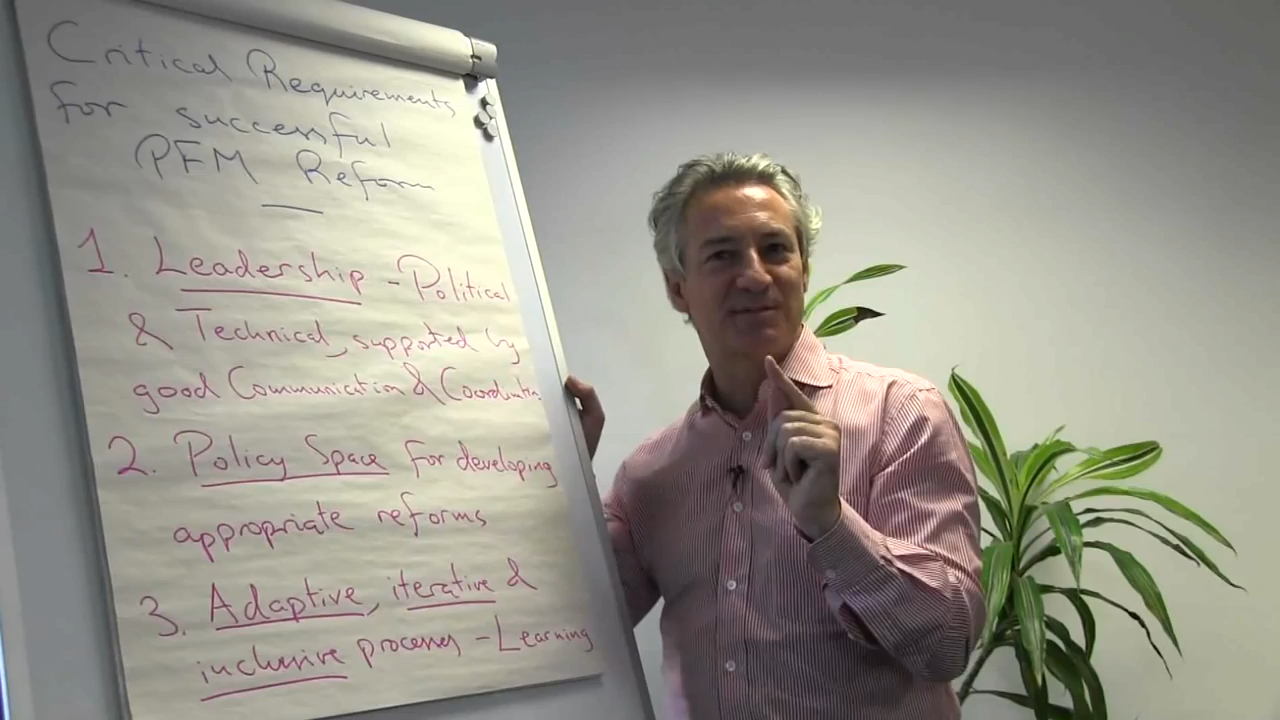 Critical Requirements
for successful
PFM Reform
1. Leadership - Political
& Technical, supported by
good Communication & Coordination
2. Policy Space for developing
appropriate reforms
3. Adaptive, iterative &
inclusive processes - Learning